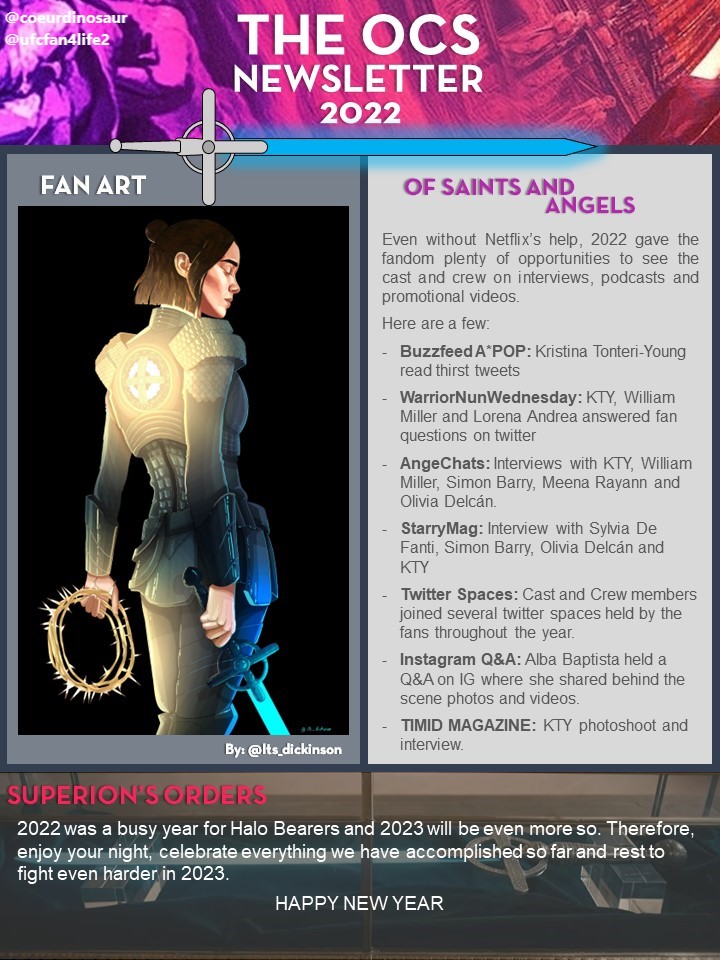 @coeurdinosaur
@ufcfan4life2
THE OCS
NEWSLETTER
2022
FAN ART
By: @Its_dickinson
OF SAINTS AND
ANGELS
Even without Netflix's help, 2022 gave the
fandom plenty of opportunities to see the
cast and crew on interviews, podcasts and
promotional videos.
Here are a few:
- Buzzfeed A*POP: Kristina Tonteri-Young
read thirst tweets
- WarriorNunWednesday: KTY, William
Miller and Lorena Andrea answered fan
questions on twitter
- AngeChats: Interviews with KTY, William
Miller, Simon Barry, Meena Rayann and
Olivia Delcán.
- StarryMag: Interview with Sylvia De
Fanti, Simon Barry, Olivia Delcán and
KTY
- Twitter Spaces: Cast and Crew members
joined several twitter spaces held by the
fans throughout the year.
- Instagram Q&A: Alba Baptista held a
Q&A on IG where she shared behind the
scene photos and videos.
- TIMID MAGAZINE: KTY photoshoot and
interview.
SUPERION'S ORDERS
2022 was a busy year for Halo Bearers and 2023 will be even more so. Therefore,
enjoy your night, celebrate everything we have accomplished so far and rest to
fight even harder in 2023.
HAPPY NEW YEAR